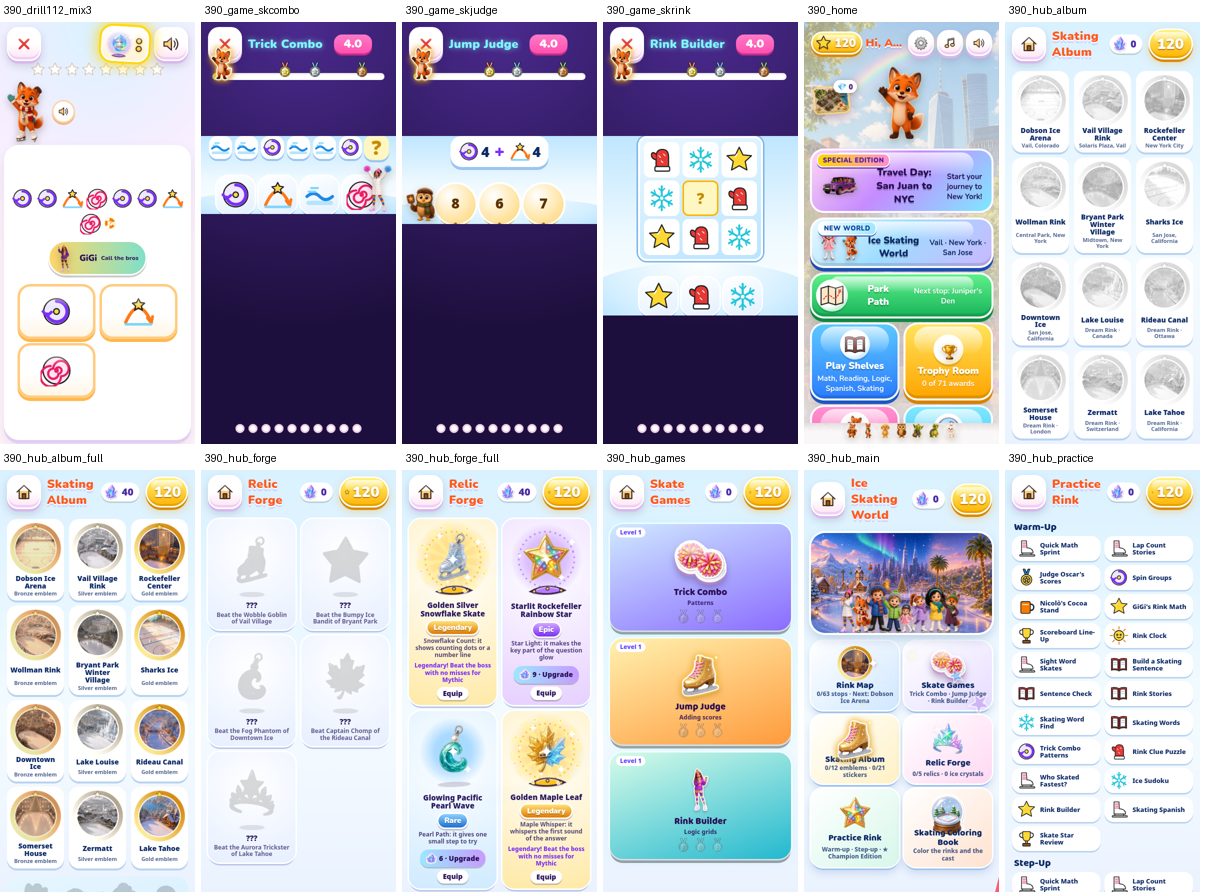 390_drill112_mix3
GiGi Call the bros
390_game_skcombo
Trick Combo
4.0
?
390_game_skjudge
Jump Judge
4.0
4 + 4
8 6 7
390_game_skrink
Rink Builder
4.0
?
390_home
120
Hi, A...
0
SPECIAL EDITION
Travel Day:
San Juan to
NYC
Start your
journey to
New York!
NEW WORLD
Ice Skating
World
Vail · New York ·
San Jose
Park
Path
Next stop: Juniper's
Den
Play Shelves
Math, Reading, Logic,
Spanish, Skating
Trophy Room
0 of 71 awards
390_hub_album
Skating
Album
0
120
Dobson Ice
Arena
Vail, Colorado
Vail Village
Rink
Solaris Plaza, Vail
Rockefeller
Center
New York City
Wollman Rink
Central Park, New
York
Bryant Park
Winter
Village
Midtown, New
York
Sharks Ice
San Jose,
California
Downtown
Ice
San Jose,
California
Lake Louise
Dream Rink ·
Canada
Rideau Canal
Dream Rink ·
Ottawa
Somerset
House
Dream Rink ·
London
Zermatt
Dream Rink ·
Switzerland
Lake Tahoe
Dream Rink ·
California
390_hub_album_full
Skating
Album
40
120
Dobson Ice
Arena
Bronze emblem
Vail Village
Rink
Silver emblem
Rockefeller
Center
Gold emblem
Wollman Rink
Bronze emblem
Bryant Park
Winter
Village
Silver emblem
Sharks Ice
Gold emblem
Downtown
Ice
Bronze emblem
Lake Louise
Silver emblem
Rideau Canal
Gold emblem
Somerset
House
Bronze emblem
Zermatt
Silver emblem
Lake Tahoe
Gold emblem
390_hub_forge
Relic
Forge
0
120
???
Beat the Wobble Goblin
of Vail Village
???
Beat the Bumpy Ice
Bandit of Bryant Park
???
Beat the Fog Phantom of
Downtown Ice
???
Beat Captain Chomp of
the Rideau Canal
???
Beat the Aurora Trickster
of Lake Tahoe
390_hub_forge_full
Relic
Forge
40
120
Golden Silver
Snowflake Skate
Legendary
Snowflake Count: it
shows counting dots or a
number line
Legendary! Beat the boss
with no misses for
Mythic
Equip
Starlit Rockefeller
Rainbow Star
Epic
Star Light: it makes the
key part of the question
glow
9 · Upgrade
Equip
Glowing Pacific
Pearl Wave
Rare
Pearl Path: it gives one
small step to try
6 · Upgrade
Equip
Golden Maple Leaf
Legendary
Maple Whisper: it
whispers the first sound
of the answer
Legendary! Beat the boss
with no misses for
Mythic
Equip
390_hub_games
Skate
Games
0
120
Level 1
Trick Combo
Patterns
Level 1
Jump Judge
Adding scores
Level 1
Rink Builder
Logic grids
390_hub_main
Ice
Skating
World
0
120
Rink Map
0/63 stops · Next: Dobson
Ice Arena
Skate Games
Trick Combo · Jump Judge
· Rink Builder
Skating Album
0/12 emblems · 0/21
stickers
Relic Forge
0/5 relics · 0 ice crystals
Practice Rink
Warm-up · Step-up · ★
Champion Edition
Skating Coloring
Book
Color the rinks and the
cast
390_hub_practice
Practice
Rink
0
120
Warm-Up
Quick Math
Sprint
Lap Count
Stories
Judge Oscar's
Scores
Spin Groups
Nicolò's Cocoa
Stand
GiGi's Rink Math
Scoreboard Line-
Up
Rink Clock
Sight Word
Skates
Build a Skating
Sentence
Sentence Check
Rink Stories
Skating Word
Find
Skating Words
Trick Combo
Patterns
Rink Clue Puzzle
Who Skated
Fastest?
Ice Sudoku
Rink Builder
Skating Spanish
Skate Star
Review
Step-Up
Quick Math
Lap Count